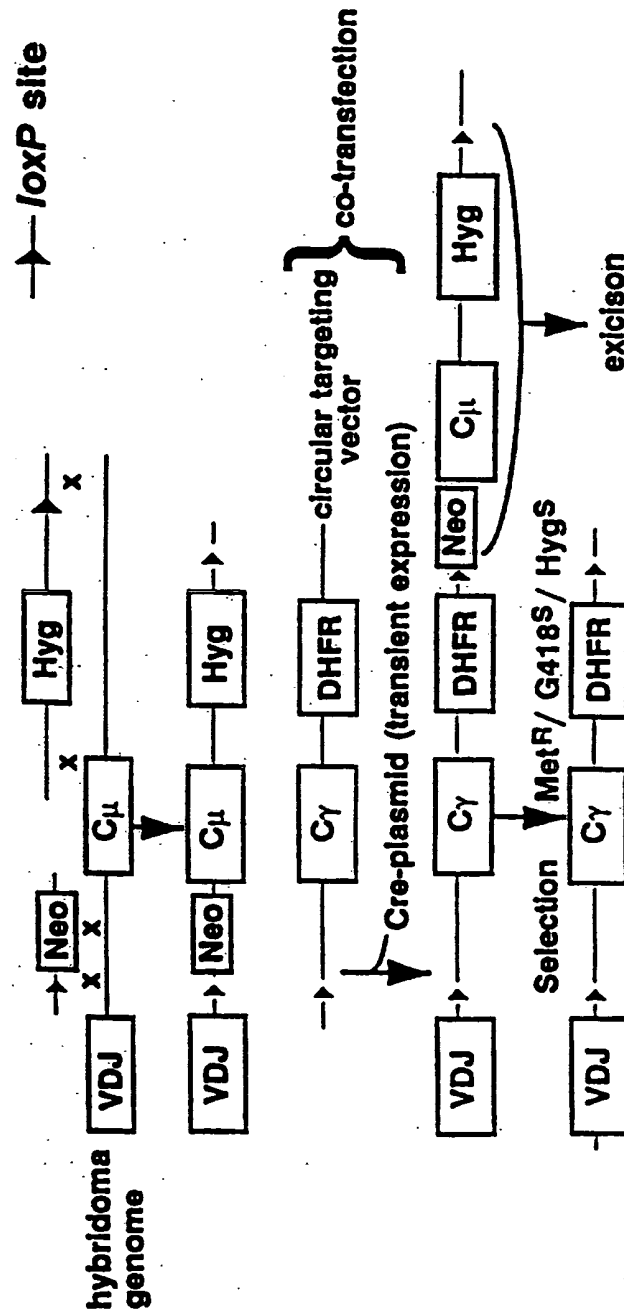 loxP site
hybridoma
genome
Neo
Hyg
x x x x
VDJ
Cμ
VDJ
Neo
Cμ
Hyg
Cγ
DHFR
circular targeting
vector
co-transfection
Cre-plasmid (transient expression)
VDJ
Cγ
DHFR
Neo
Cμ
Hyg
Selection MetR/ G418S/ HygS
exicison
VDJ
Cγ
DHFR